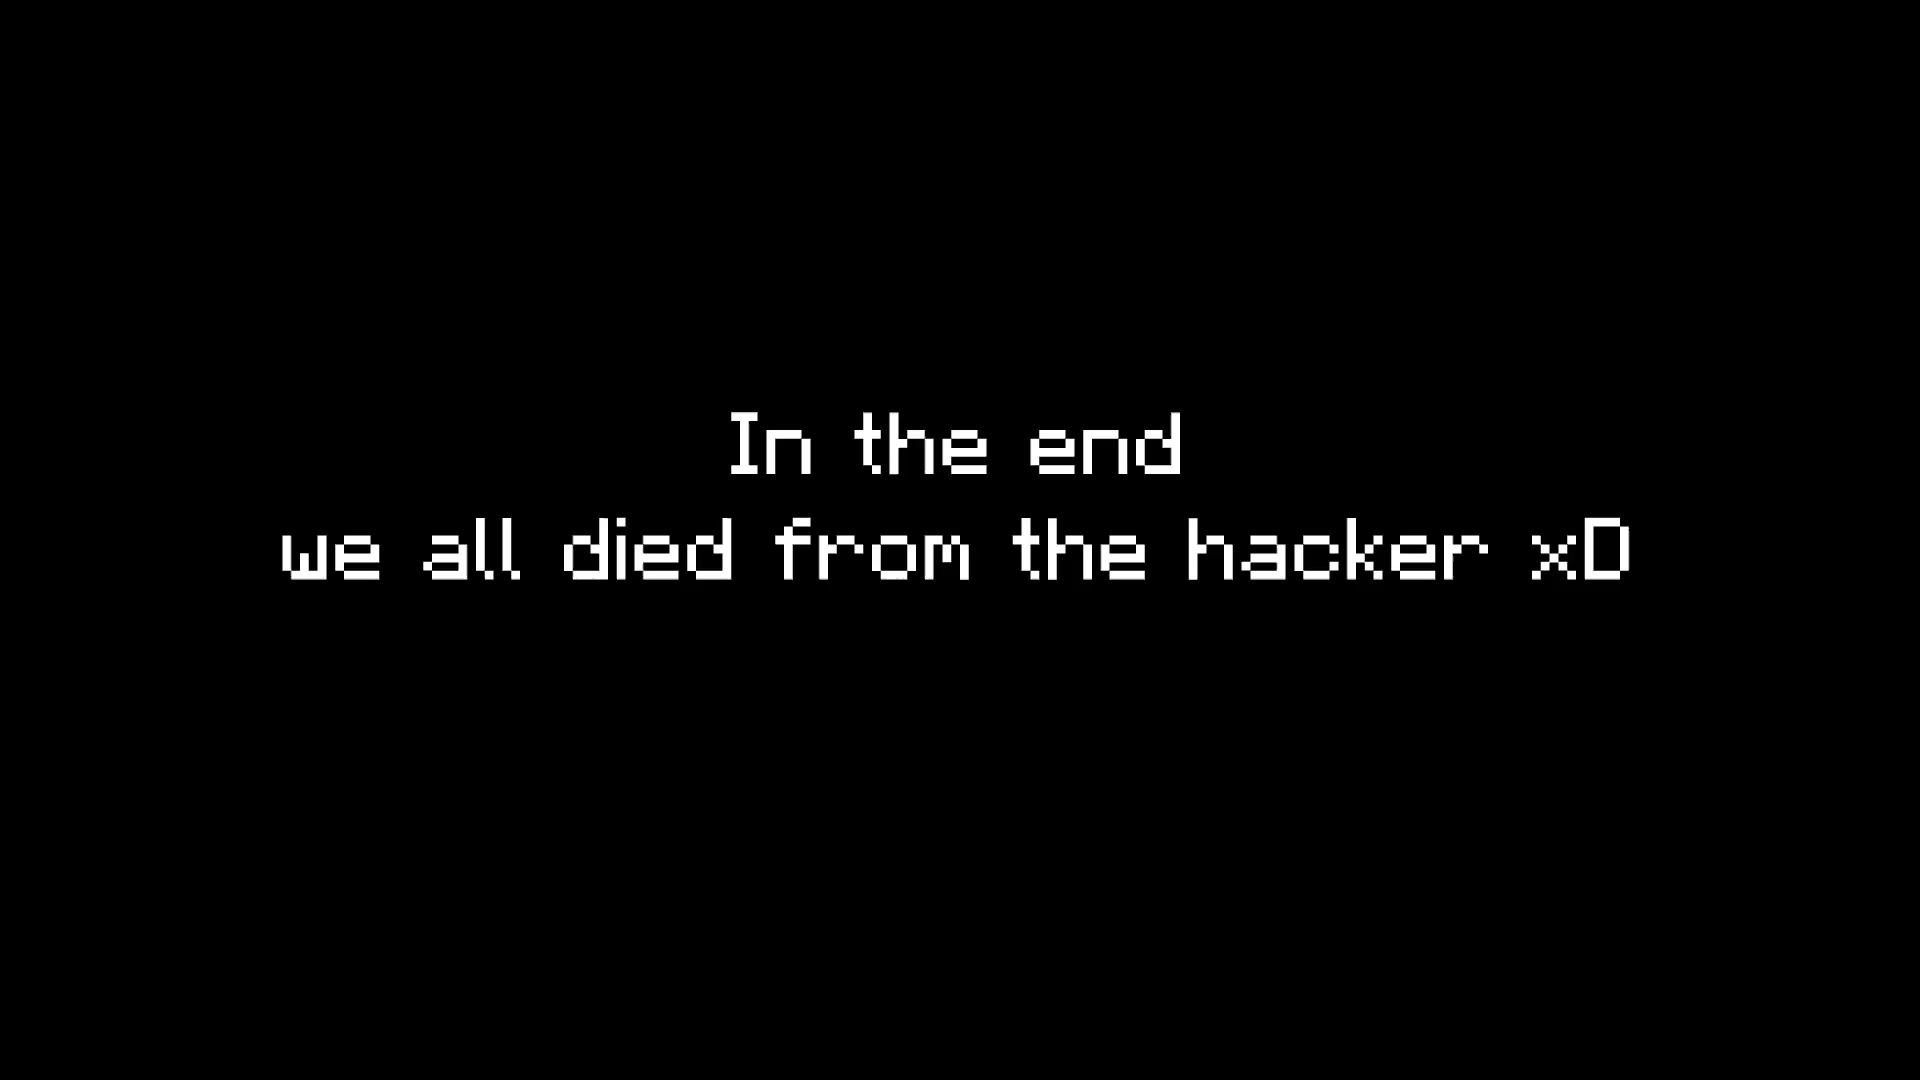 In the end
we all died from the hacker xD